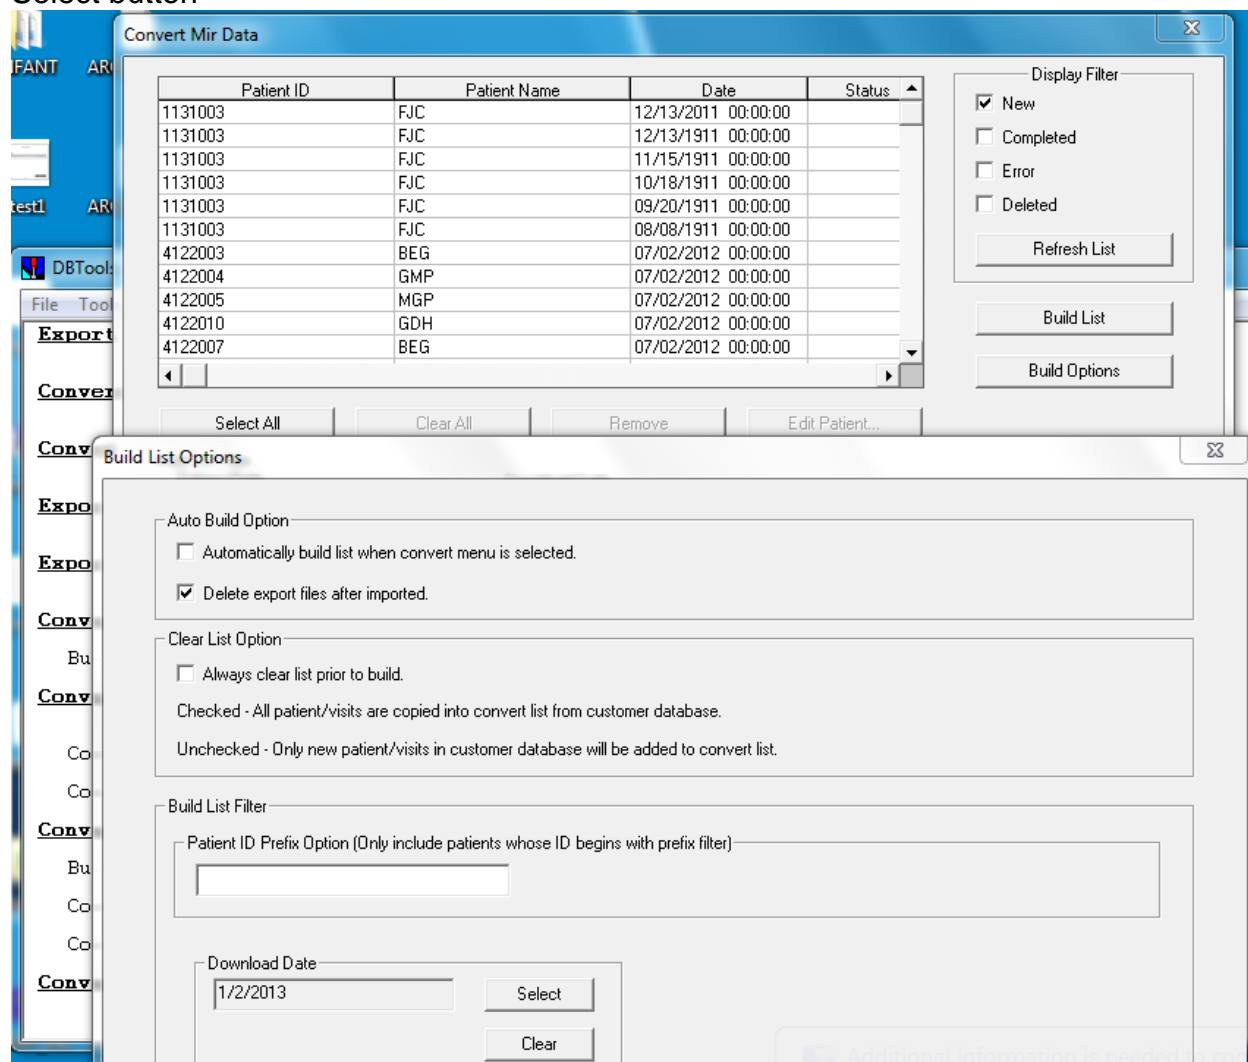 Select button
Convert Mir Data
FANT AR
Patient ID Patient Name Date Status
1131003 FJC 12/13/2011 00:00:00
1131003 FJC 12/13/1911 00:00:00
1131003 FJC 11/15/1911 00:00:00
1131003 FJC 10/18/1911 00:00:00
1131003 FJC 09/20/1911 00:00:00
1131003 FJC 08/08/1911 00:00:00
4122003 BEG 07/02/2012 00:00:00
4122004 GMP 07/02/2012 00:00:00
4122005 MGP 07/02/2012 00:00:00
4122010 GDH 07/02/2012 00:00:00
4122007 BEG 07/02/2012 00:00:00
Display Filter
New
Completed
Error
Deleted
Refresh List
Build List
Build Options
test1 AR
DBTools
File Tool
Select All Clear All Remove Edit Patient...
Export
Conver
Conv
Expo
Expo
Conv
Bu
Conv
Co
Co
Conv
Bu
Co
Co
Conv
Build List Options
Auto Build Option
Automatically build list when convert menu is selected.
Delete export files after imported.
Clear List Option
Always clear list prior to build.
Checked - All patient/visits are copied into convert list from customer database.
Unchecked - Only new patient/visits in customer database will be added to convert list.
Build List Filter
Patient ID Prefix Option (Only include patients whose ID begins with prefix filter)
Download Date
1/2/2013 Select
Clear
Additional information is needed to co